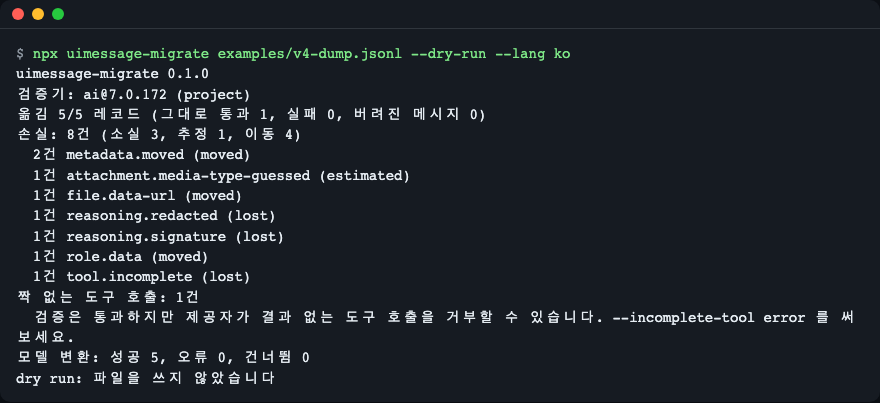 $ npx uimessage-migrate examples/v4-dump.jsonl --dry-run --lang ko
uimessage-migrate 0.1.0
검증기: ai@7.0.172 (project)
옮김 5/5 레코드 (그대로 통과 1, 실패 0, 버려진 메시지 0)
손실: 8건 (소실 3, 추정 1, 이동 4)
2건 metadata.moved (moved)
1건 attachment.media-type-guessed (estimated)
1건 file.data-url (moved)
1건 reasoning.redacted (lost)
1건 reasoning.signature (lost)
1건 role.data (moved)
1건 tool.incomplete (lost)
짝 없는 도구 호출: 1건
검증은 통과하지만 제공자가 결과 없는 도구 호출을 거부할 수 있습니다. --incomplete-tool error 를 써
보세요.
모델 변환: 성공 5, 오류 0, 건너뜀 0
dry run: 파일을 쓰지 않았습니다